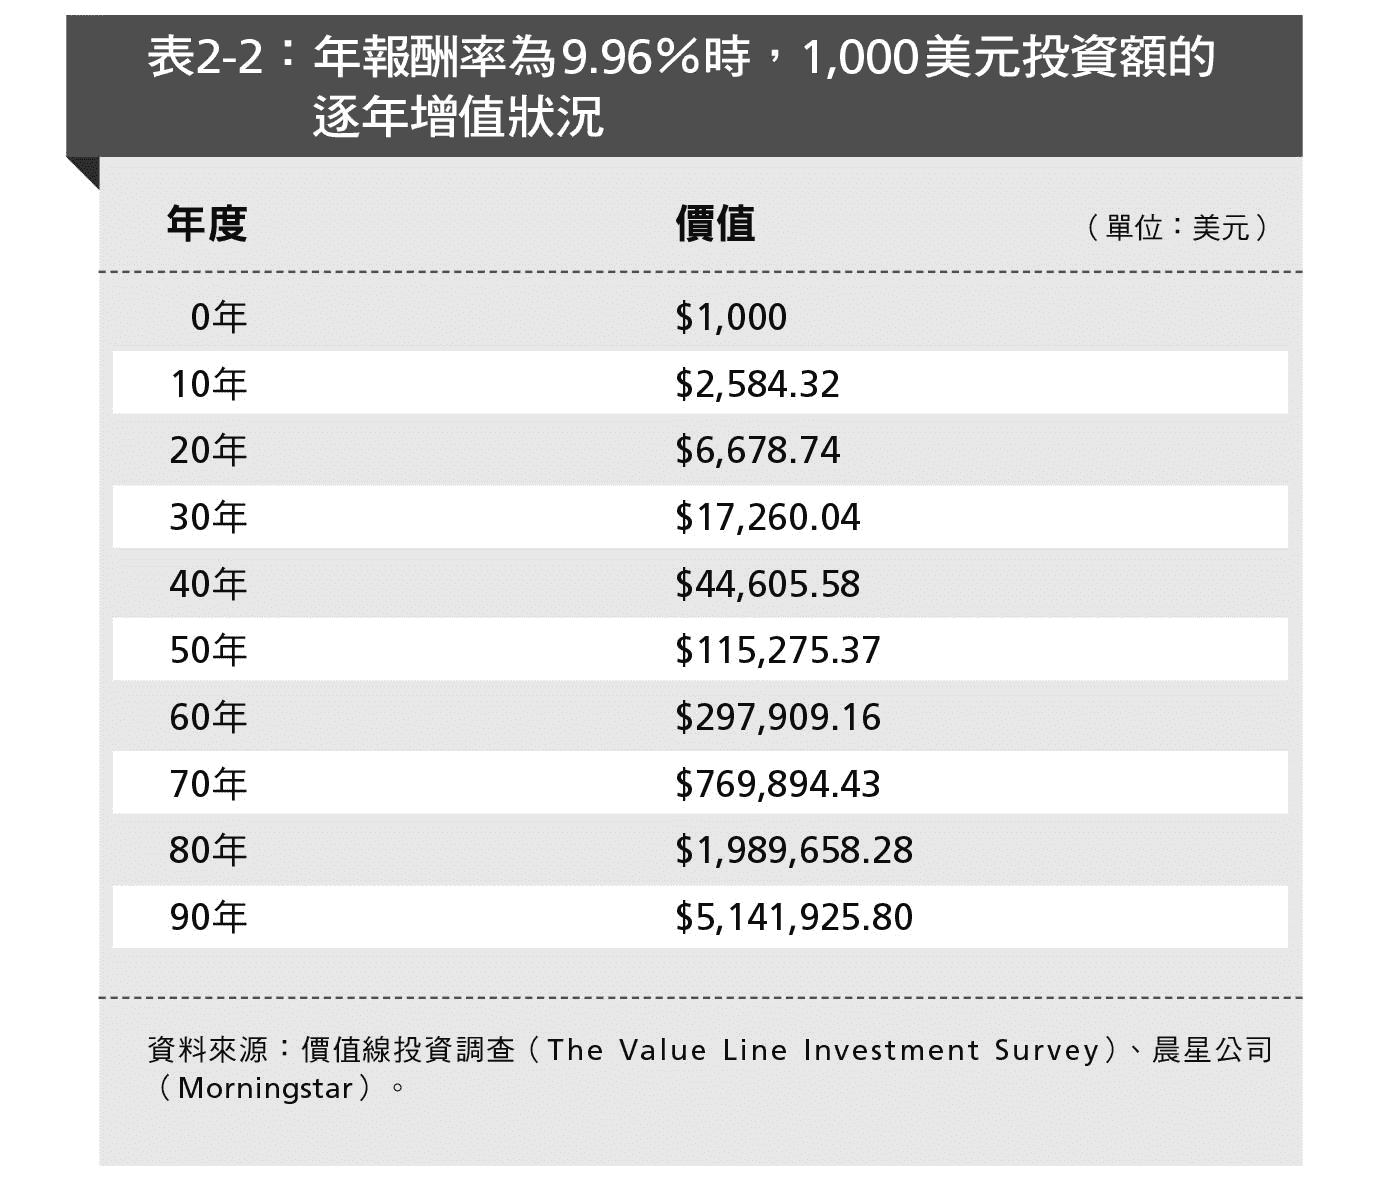 表2-2：年報酬率為9.96%時，1,000美元投資額的
逐年增值狀況
年度 價值 （單位：美元）
0年 $1,000
10年 $2,584.32
20年 $6,678.74
30年 $17,260.04
40年 $44,605.58
50年 $115,275.37
60年 $297,909.16
70年 $769,894.43
80年 $1,989,658.28
90年 $5,141,925.80
資料來源：價值線投資調查（The Value Line Investment Survey）、晨星公司
（Morningstar）。